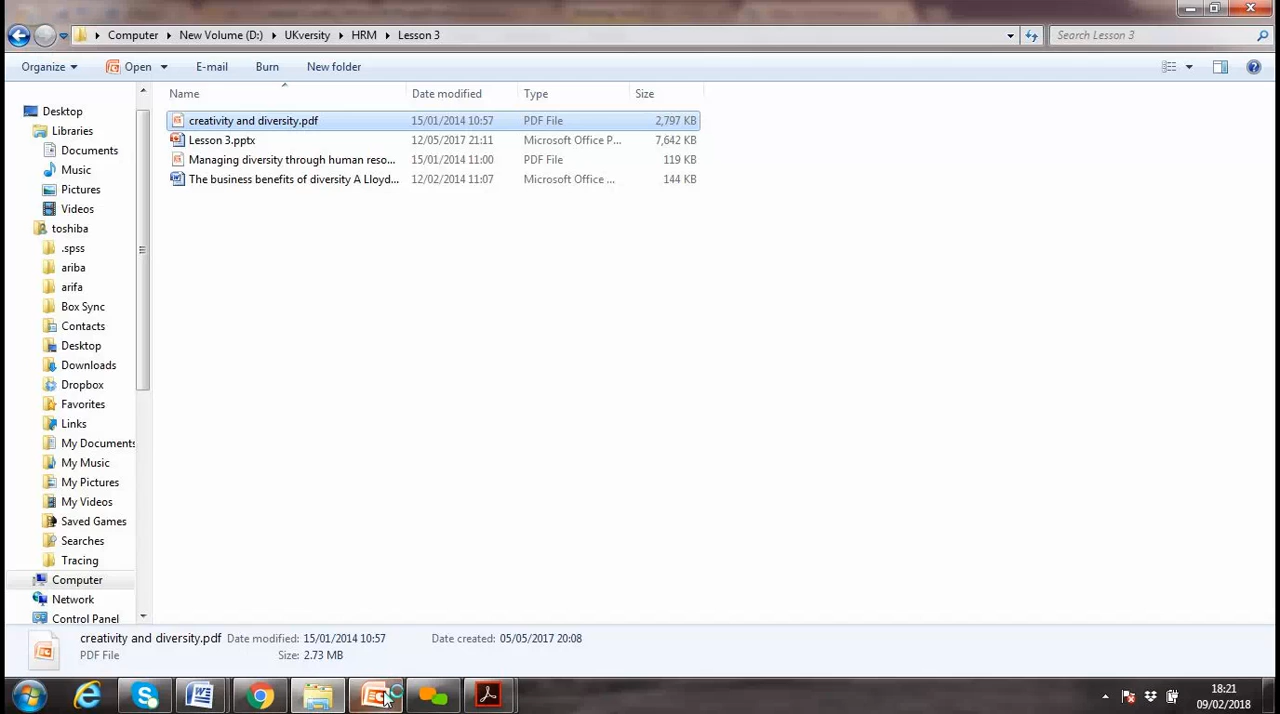 Computer New Volume (D:) UKversity HRM Lesson 3 Search Lesson 3
Organize Open E-mail Burn New folder
Name Date modified Type Size
creativity and diversity.pdf 15/01/2014 10:57 PDF File 2,797 KB
Lesson 3.pptx 12/05/2017 21:11 Microsoft Office P... 7,642 KB
Managing diversity through human reso... 15/01/2014 11:00 PDF File 119 KB
The business benefits of diversity A Lloyd... 12/02/2014 11:07 Microsoft Office ... 144 KB
Desktop
Libraries
Documents
Music
Pictures
Videos
toshiba
.spss
ariba
arifa
Box Sync
Contacts
Desktop
Downloads
Dropbox
Favorites
Links
My Documents
My Music
My Pictures
My Videos
Saved Games
Searches
Tracing
Computer
Network
Control Panel
creativity and diversity.pdf Date modified: 15/01/2014 10:57 Date created: 05/05/2017 20:08
PDF File Size: 2.73 MB
18:21
09/02/2018